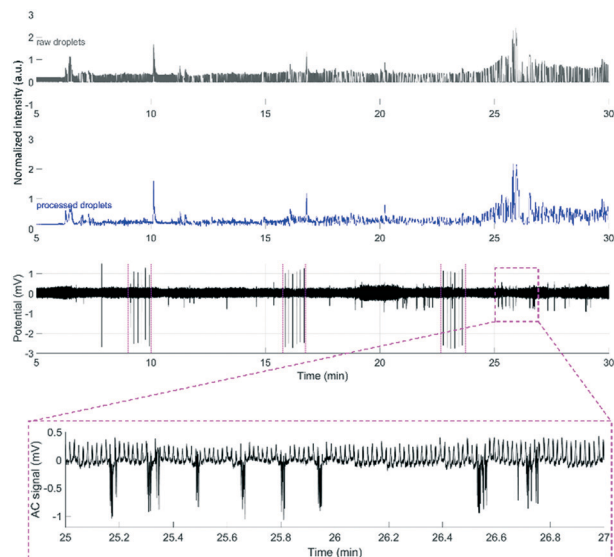 Normalized intensity (a.u.)
3
raw droplets
2
1
0
-1
5 10 15 20 25 30
3
2
processed droplets
1
0
5 10 15 20 25 30
Potential (mV)
1
0
-1
-2
-3
5 10 15 20 25 30
Time (min)
AC signal (mV)
0.5
0
-0.5
-1
25 25.2 25.4 25.6 25.8 26 26.2 26.4 26.6 26.8 27
Time (min)